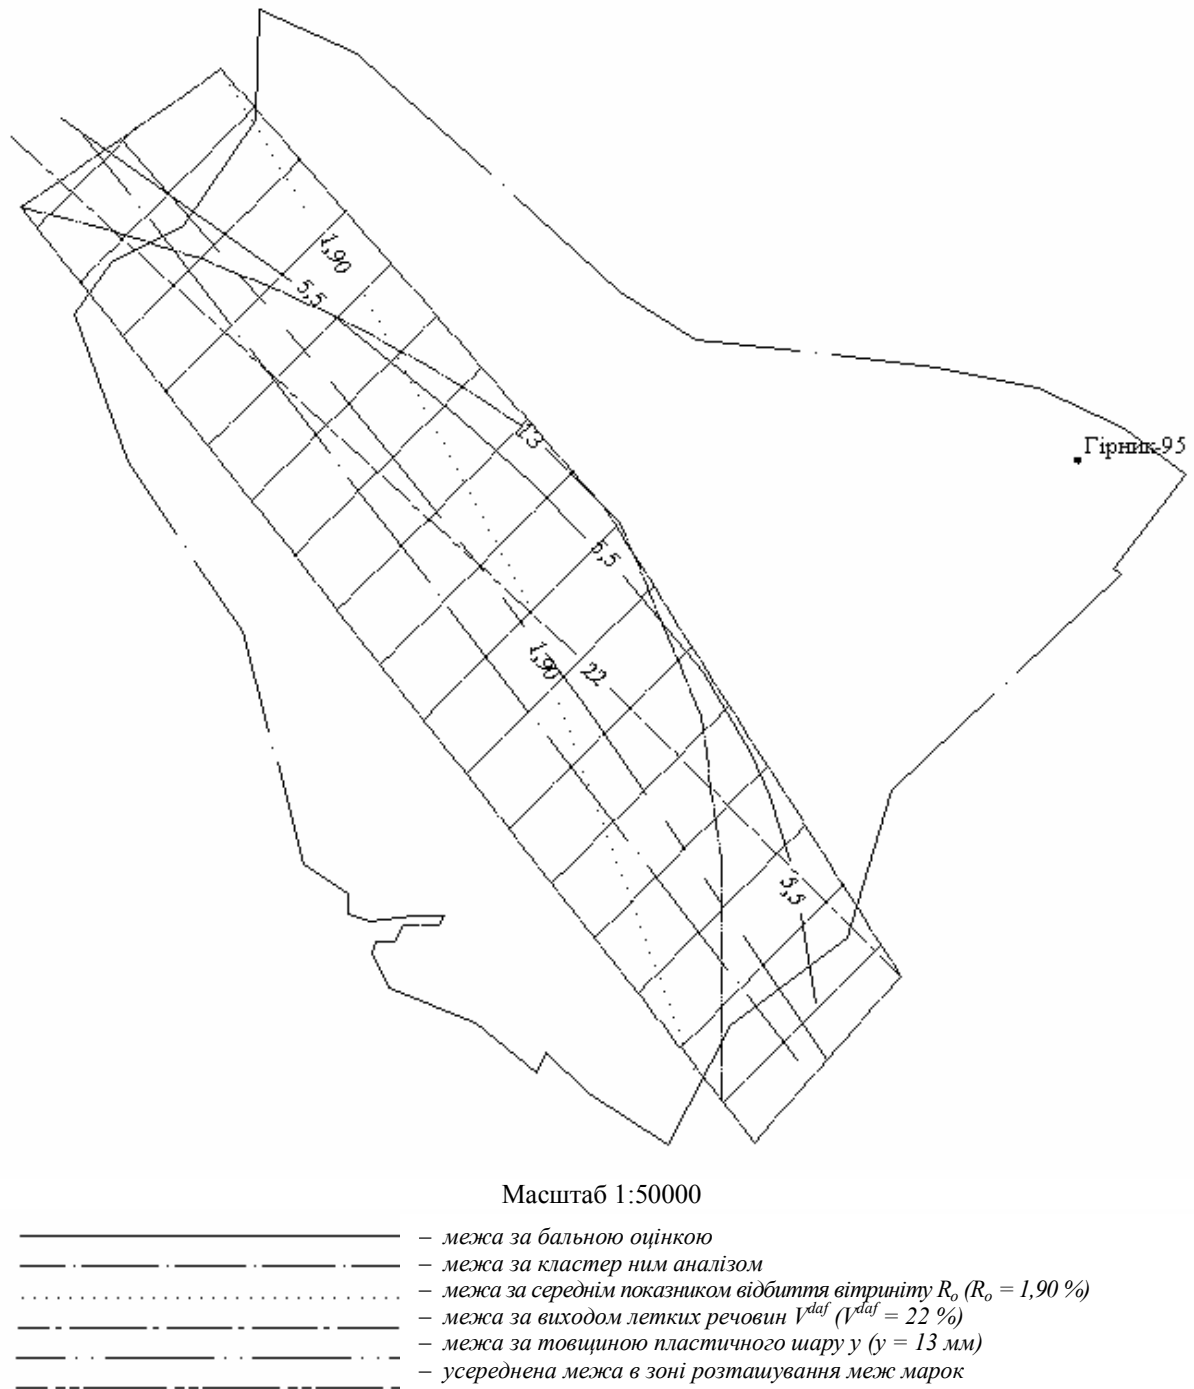 1,90
5,5
13
Гірник-95
5,5
1,90
22
5,5
Масштаб 1:50000
– межа за бальною оцінкою
– межа за кластер ним аналізом
– межа за середнім показником відбиття вітриніту Rₒ (Rₒ = 1,90 %)
– межа за виходом летких речовин Vᵈᵃᶠ (Vᵈᵃᶠ = 22 %)
– межа за товщиною пластичного шару y (y = 13 мм)
– усереднена межа в зоні розташування меж марок